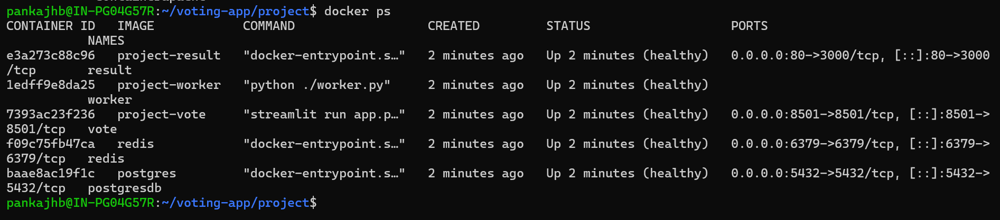 pankajhb@IN-PG04G57R:~/voting-app/project$ docker ps
CONTAINER ID   IMAGE            COMMAND                  CREATED         STATUS                   PORTS
           NAMES
e3a273c88c96   project-result   "docker-entrypoint.s…"   2 minutes ago   Up 2 minutes (healthy)   0.0.0.0:80->3000/tcp, [::]:80->3000
/tcp       result
1edff9e8da25   project-worker   "python ./worker.py"     2 minutes ago   Up 2 minutes (healthy)
           worker
7393ac23f236   project-vote     "streamlit run app.p…"   2 minutes ago   Up 2 minutes (healthy)   0.0.0.0:8501->8501/tcp, [::]:8501->
8501/tcp   vote
f09c75fb47ca   redis            "docker-entrypoint.s…"   2 minutes ago   Up 2 minutes (healthy)   0.0.0.0:6379->6379/tcp, [::]:6379->
6379/tcp   redis
baae8ac19f1c   postgres         "docker-entrypoint.s…"   2 minutes ago   Up 2 minutes (healthy)   0.0.0.0:5432->5432/tcp, [::]:5432->
5432/tcp   postgresdb
pankajhb@IN-PG04G57R:~/voting-app/project$